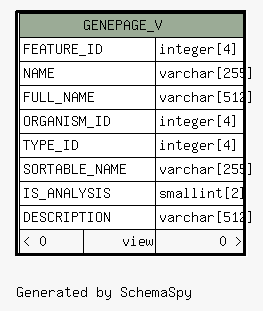 GENEPAGE_V
FEATURE_ID integer[4]
NAME varchar[255]
FULL_NAME varchar[512]
ORGANISM_ID integer[4]
TYPE_ID integer[4]
SORTABLE_NAME varchar[255]
IS_ANALYSIS smallint[2]
DESCRIPTION varchar[512]
< 0 view 0 >
Generated by SchemaSpy